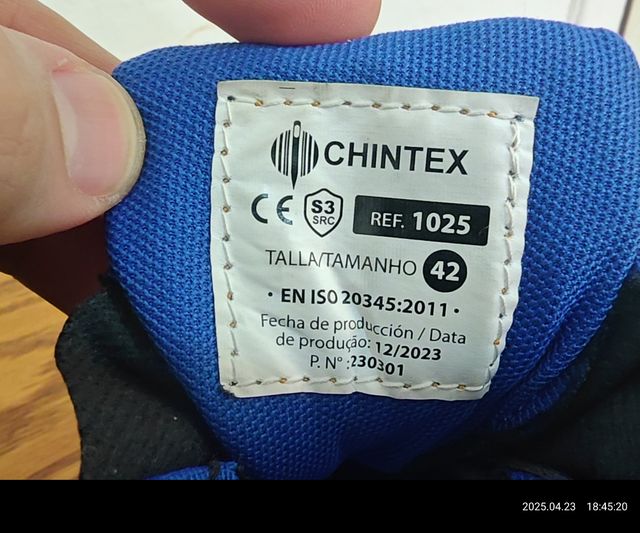 CHINTEX
CE S3 SRC REF. 1025
TALLA/TAMANHO 42
· EN ISO 20345:2011 ·
Fecha de producción / Data
de produção: 12/2023
P. Nº :230301
2025.04.23 18:45:20